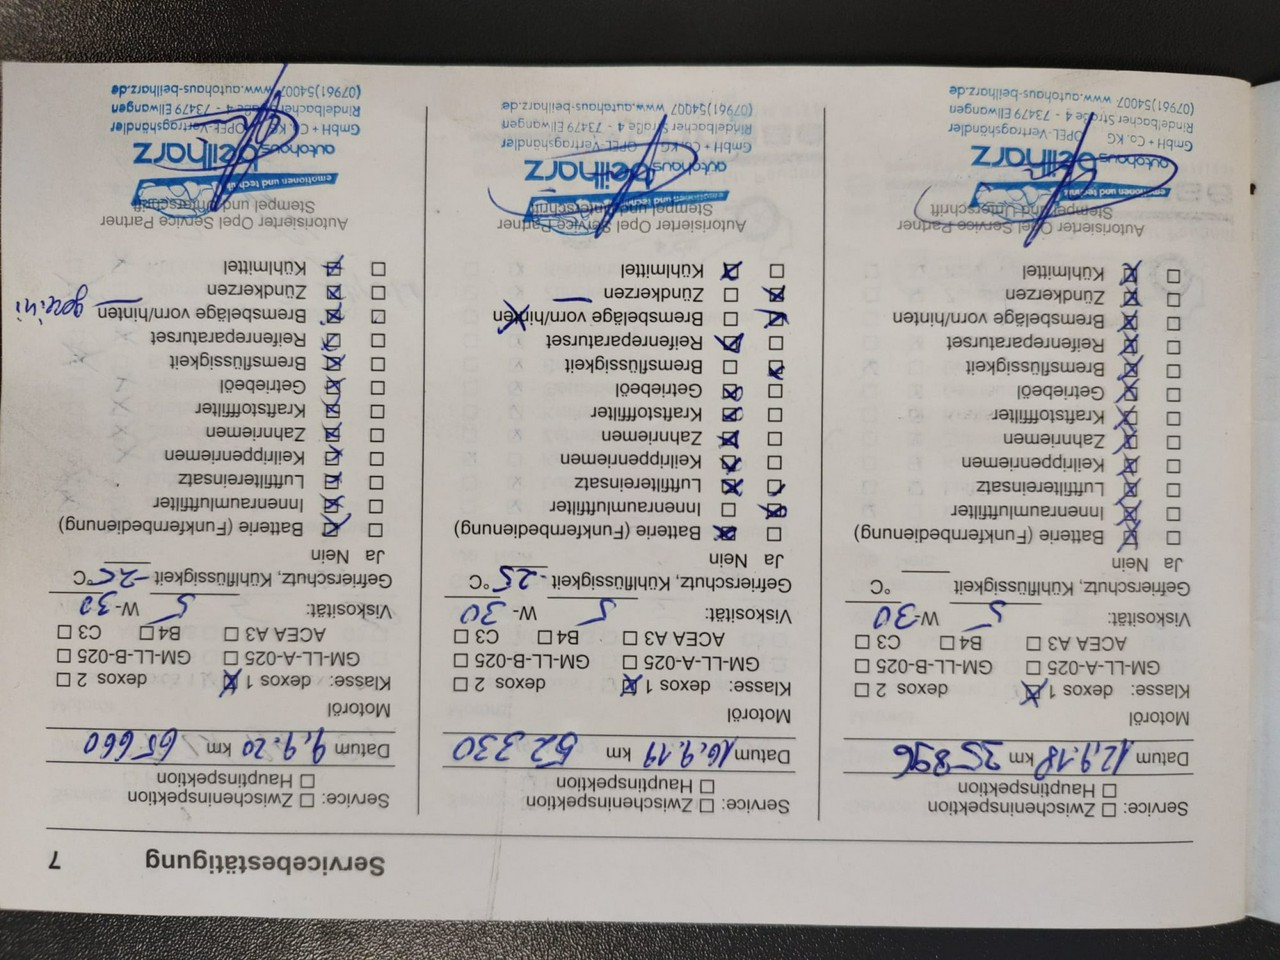 Servicebestätigung 7
Service: Zwischeninspektion
Hauptinspektion
Datum 12.9.18 km 35896
Motoröl
Klasse: dexos 1 dexos 2
GM-LL-A-025 GM-LL-B-025
ACEA A3 B4 C3
Viskosität: 5 W-30
Gefrierschutz, Kühlflüssigkeit °C
Ja Nein
Batterie (Funkfernbedienung)
Innenraumluftfilter
Luftfiltereinsatz
Keilrippenriemen
Zahnriemen
Kraftstofffilter
Getriebeöl
Bremsflüssigkeit
Reifenreparaturset
Bremsbeläge vorn/hinten
Zündkerzen
Kühlmittel
Autorisierter Opel Service Partner
Stempel und Unterschrift
emotionen und technik
autohaus beilharz
GmbH + Co. KG OPEL-Vertragshändler
Rindelbacher Straße 4 - 73479 Ellwangen
(07961)54007 www.autohaus-beilharz.de
Service: Zwischeninspektion
Hauptinspektion
Datum 16.9.19 km 52330
Motoröl
Klasse: dexos 1 dexos 2
GM-LL-A-025 GM-LL-B-025
ACEA A3 B4 C3
Viskosität: 5 W-30
Gefrierschutz, Kühlflüssigkeit -25 °C
Ja Nein
Batterie (Funkfernbedienung)
Innenraumluftfilter
Luftfiltereinsatz
Keilrippenriemen
Zahnriemen
Kraftstofffilter
Getriebeöl
Bremsflüssigkeit
Reifenreparaturset
Bremsbeläge vorn/hinten
Zündkerzen
Kühlmittel
Autorisierter Opel Service Partner
Stempel und Unterschrift
emotionen und technik
autohaus beilharz
GmbH + Co. KG OPEL-Vertragshändler
Rindelbacher Straße 4 - 73479 Ellwangen
(07961)54007 www.autohaus-beilharz.de
Service: Zwischeninspektion
Hauptinspektion
Datum 9.9.20 km 65660
Motoröl
Klasse: dexos 1 dexos 2
GM-LL-A-025 GM-LL-B-025
ACEA A3 B4 C3
Viskosität: 5 W-30
Gefrierschutz, Kühlflüssigkeit -25 °C
Ja Nein
Batterie (Funkfernbedienung)
Innenraumluftfilter
Luftfiltereinsatz
Keilrippenriemen
Zahnriemen
Kraftstofffilter
Getriebeöl
Bremsflüssigkeit
Reifenreparaturset
Bremsbeläge vorn/hinten
Zündkerzen
Kühlmittel
Autorisierter Opel Service Partner
Stempel und Unterschrift
emotionen und technik
autohaus beilharz
GmbH + Co. KG OPEL-Vertragshändler
Rindelbacher Straße 4 - 73479 Ellwangen
(07961)54007 www.autohaus-beilharz.de